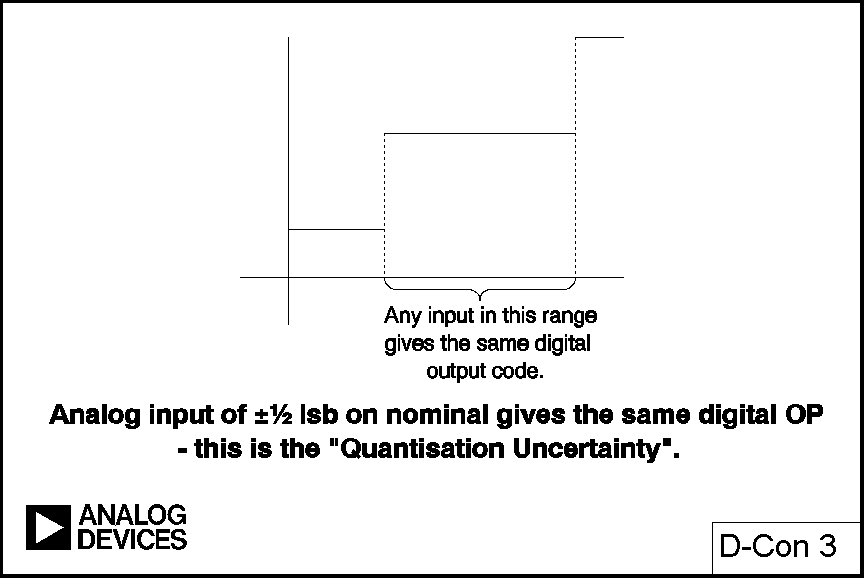 Any input in this range
gives the same digital
output code.
Analog input of ±½ lsb on nominal gives the same digital OP
- this is the "Quantisation Uncertainty".
ANALOG
DEVICES
D-Con 3